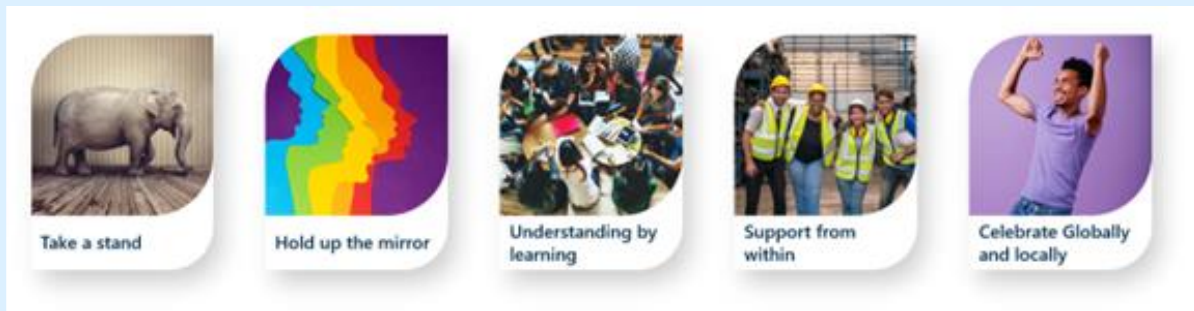 Take a stand
Hold up the mirror
Understanding by
learning
Support from
within
Celebrate Globally
and locally